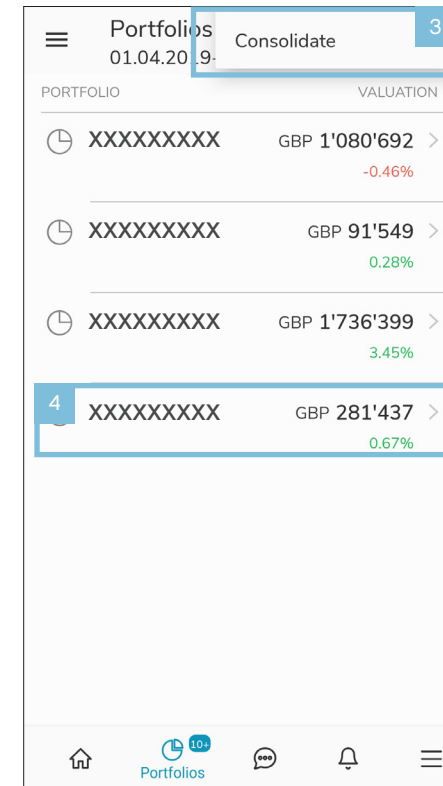 Portfolios
Consolidate
3
01.04.2019-
PORTFOLIO VALUATION
XXXXXXXXX GBP 1'080'692
-0.46%
XXXXXXXXX GBP 91'549
0.28%
XXXXXXXXX GBP 1'736'399
3.45%
4
XXXXXXXXX GBP 281'437
0.67%
10+
Portfolios